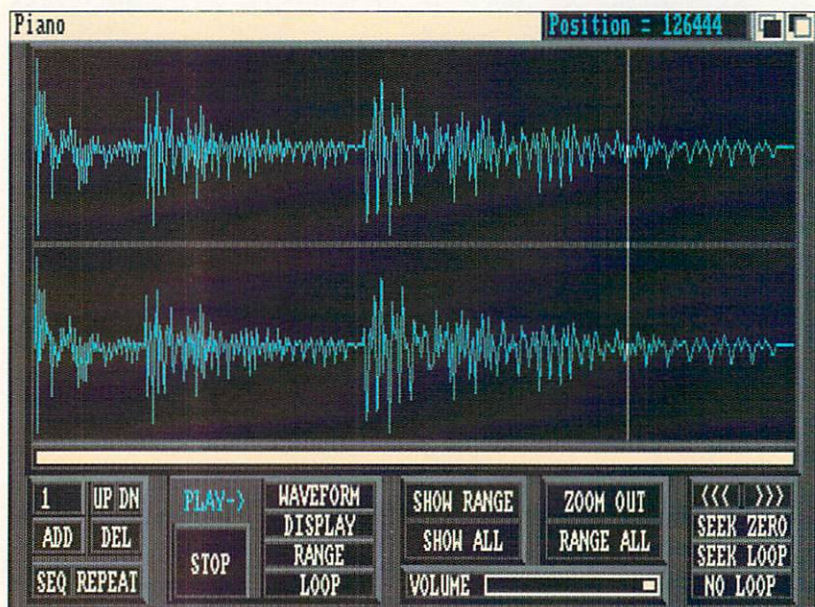 Piano Position = 126444
1 UP DN
ADD DEL
SEQ REPEAT
PLAY->
STOP
WAVEFORM
DISPLAY
RANGE
LOOP
SHOW RANGE
SHOW ALL
ZOOM OUT
RANGE ALL
VOLUME
<<< >>>
SEEK ZERO
SEEK LOOP
NO LOOP